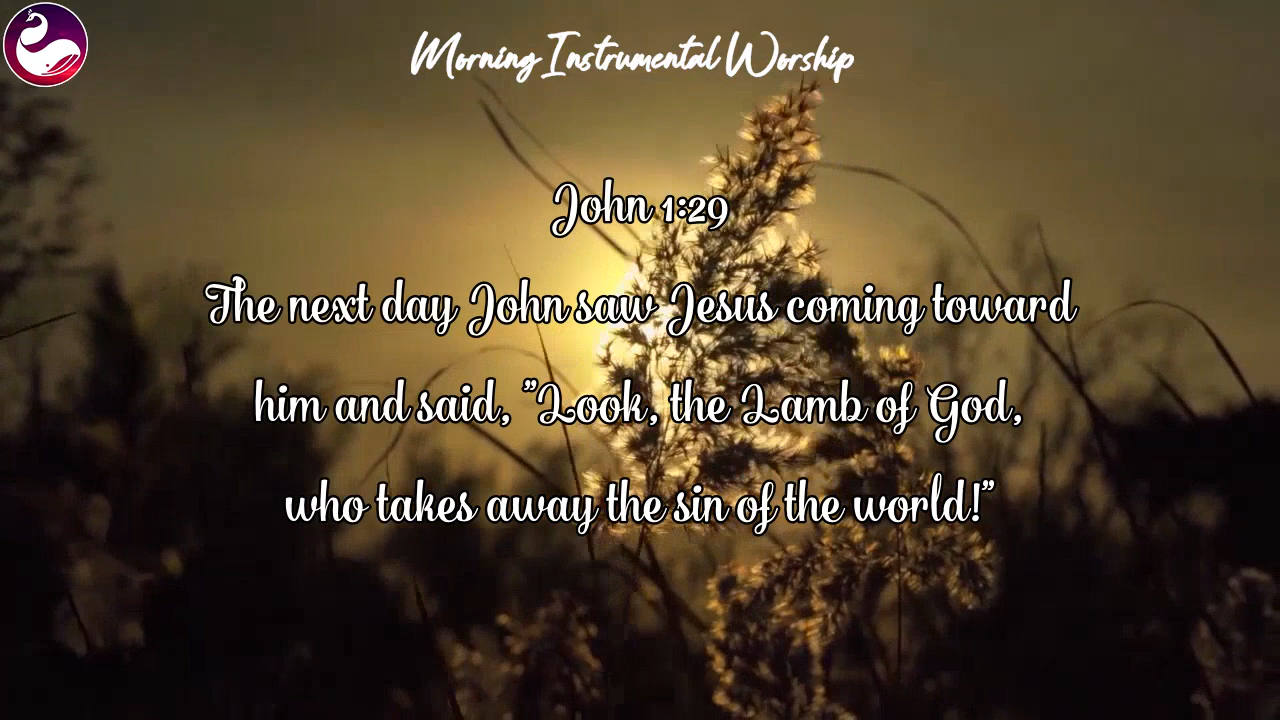 Morning Instrumental Worship
John 1:29
The next day John saw Jesus coming toward
him and said, "Look, the Lamb of God,
who takes away the sin of the world!"